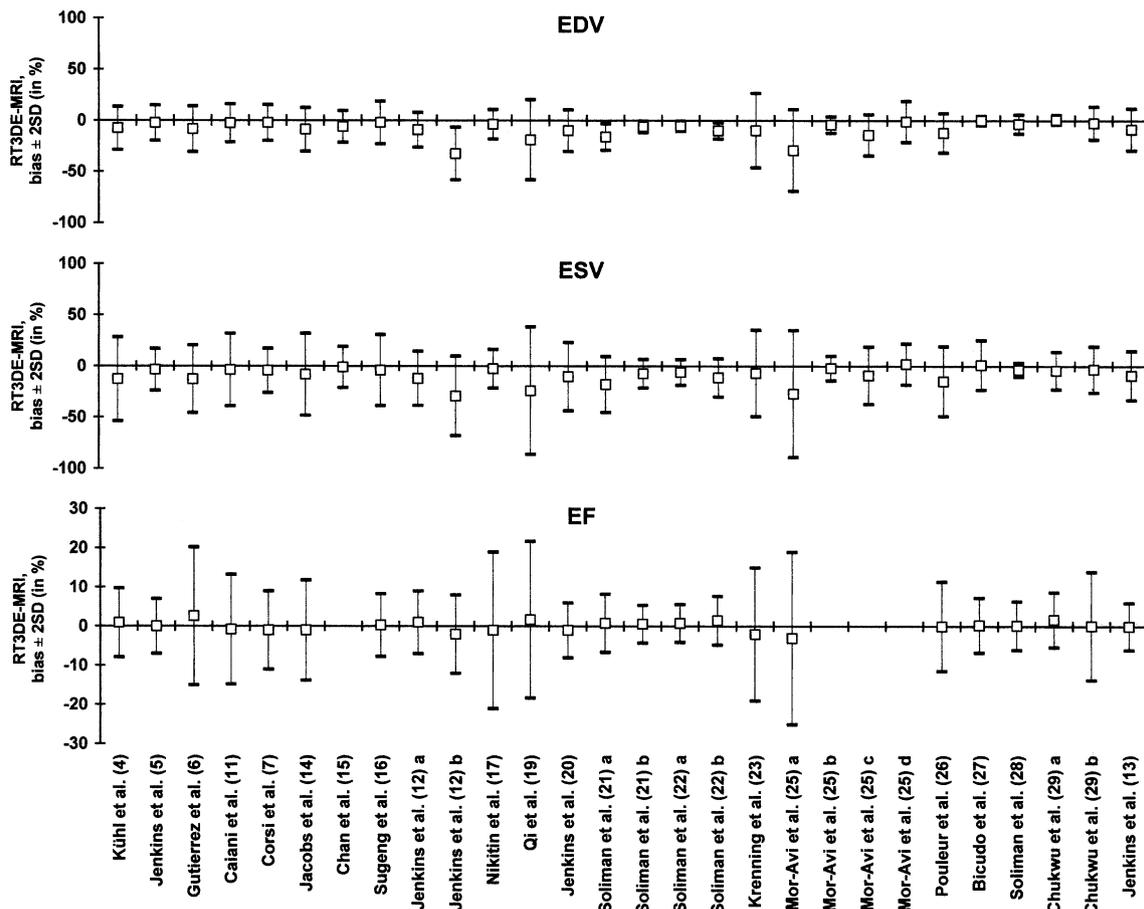 EDV
RT3DE-MRI,
bias ± 2SD (in %)
100
50
0
-50
-100
ESV
RT3DE-MRI,
bias ± 2SD (in %)
100
50
0
-50
-100
EF
RT3DE-MRI,
bias ± 2SD (in %)
30
20
10
0
-10
-20
-30
Kühl et al. (4)
Jenkins et al. (5)
Gutierrez et al. (6)
Caiani et al. (11)
Corsi et al. (7)
Jacobs et al. (14)
Chan et al. (15)
Sugeng et al. (16)
Jenkins et al. (12) a
Jenkins et al. (12) b
Nikitin et al. (17)
Qi et al. (19)
Jenkins et al. (20)
Soliman et al. (21) a
Soliman et al. (21) b
Soliman et al. (22) a
Soliman et al. (22) b
Krenning et al. (23)
Mor-Avi et al. (25) a
Mor-Avi et al. (25) b
Mor-Avi et al. (25) c
Mor-Avi et al. (25) d
Pouleur et al. (26)
Bicudo et al. (27)
Soliman et al. (28)
Chukwu et al. (29) a
Chukwu et al. (29) b
Jenkins et al. (13)